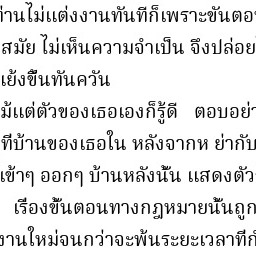 ท่านไม่แต่งงานทันทีก็เพราะขันตอน
สมัย ไม่เห็นความจำเป็น จึงปล่อย
เย้งขึ้นทันควัน
ม้แต่ตัวของเธอเองก็รู้ดี ตอบอย่า
ที่บ้านของเธอใน หลังจากห ย่ากับ
เข้าๆ ออกๆ บ้านหลังนั้น แสดงตัว
เรื่องขั้นตอนทางกฎหมายนั้นถูก
งานใหม่จนกว่าจะพ้นระยะเวลาที่ก